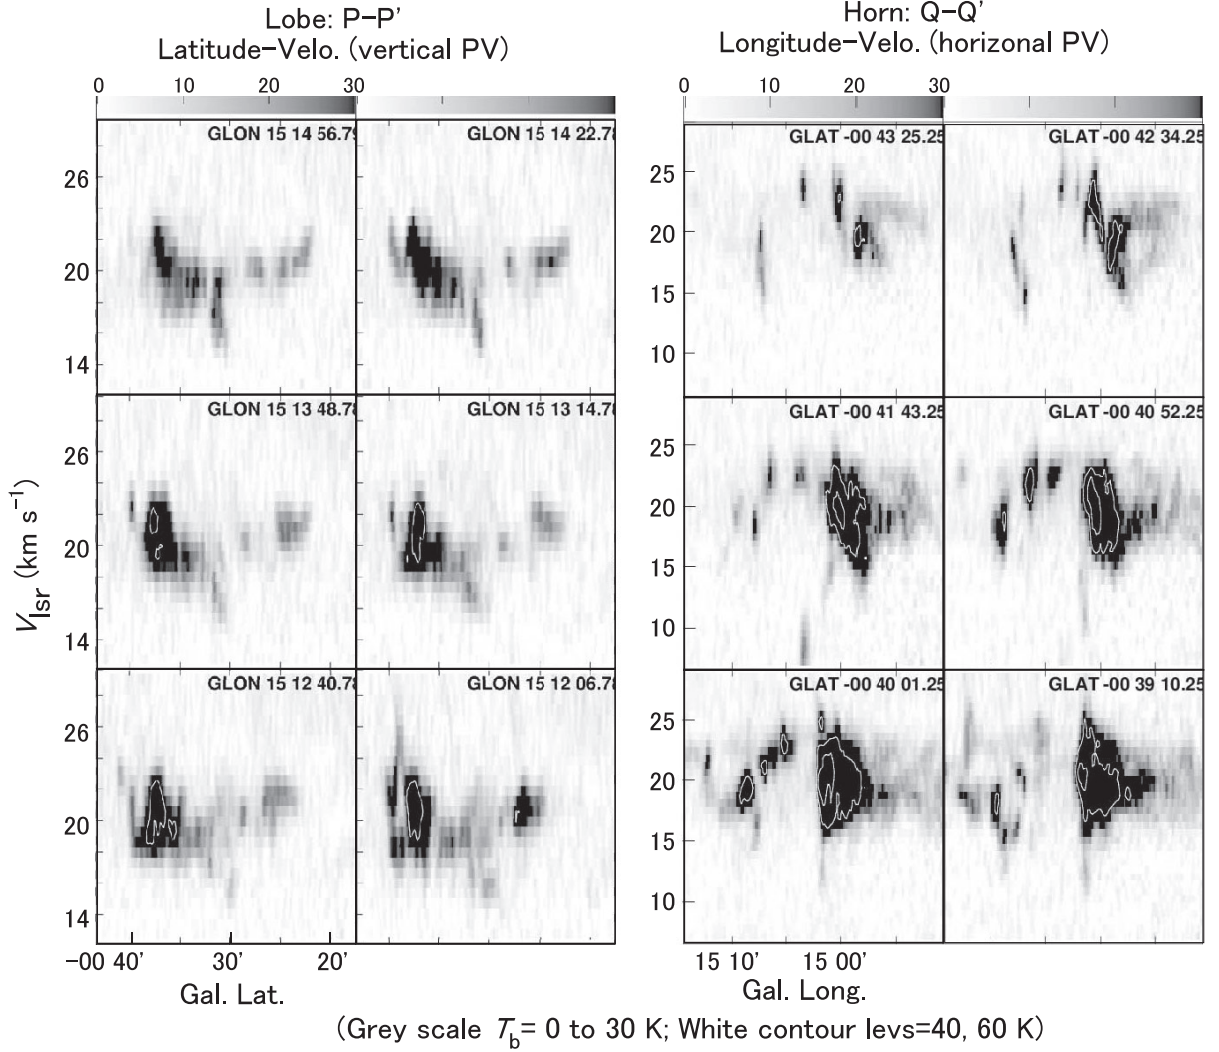 Lobe: P-P'
Latitude-Velo. (vertical PV)
0 10 20 30
GLON 15 14 56.79
GLON 15 14 22.78
26
20
14
GLON 15 13 48.78
GLON 15 13 14.78
26
20
14
GLON 15 12 40.78
GLON 15 12 06.78
26
20
14
Vlsr (km s⁻¹)
-00 40' 30' 20'
Gal. Lat.
Horn: Q-Q'
Longitude-Velo. (horizonal PV)
0 10 20 30
GLAT -00 43 25.25
GLAT -00 42 34.25
25
20
15
10
GLAT -00 41 43.25
GLAT -00 40 52.25
25
20
15
10
GLAT -00 40 01.25
GLAT -00 39 10.25
25
20
15
10
15 10' 15 00'
Gal. Long.
(Grey scale Tb= 0 to 30 K; White contour levs=40, 60 K)